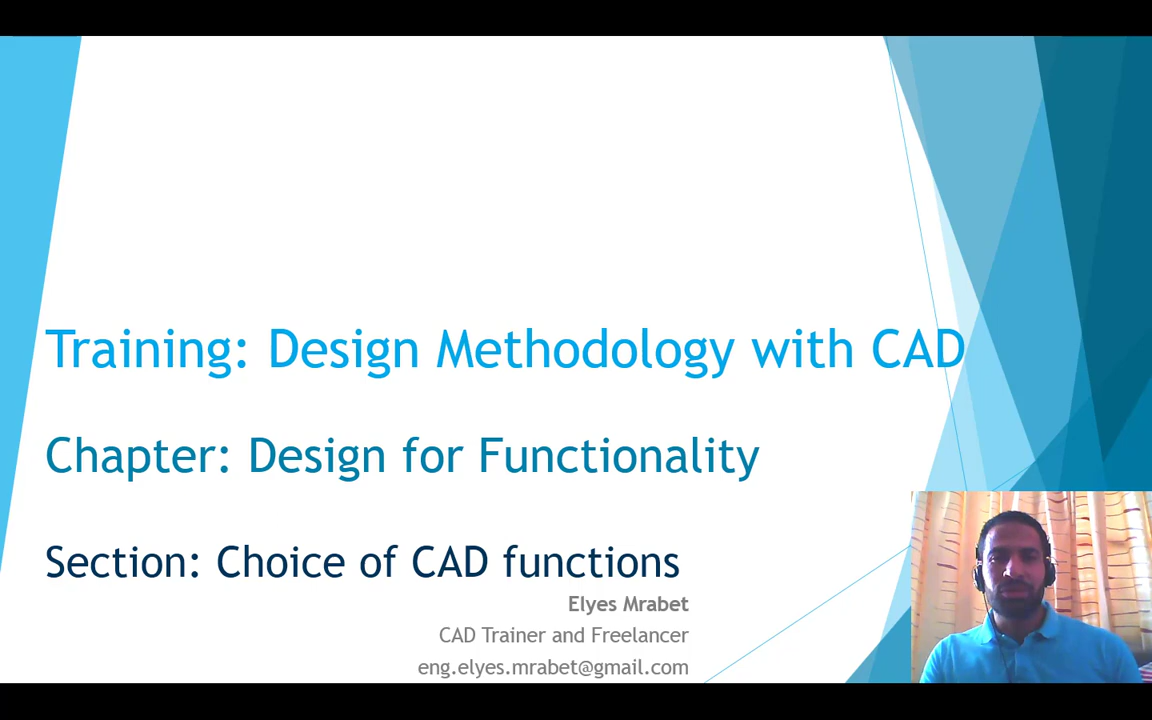 Training: Design Methodology with CAD
Chapter: Design for Functionality
Section: Choice of CAD functions
Elyes Mrabet
CAD Trainer and Freelancer
eng.elyes.mrabet@gmail.com